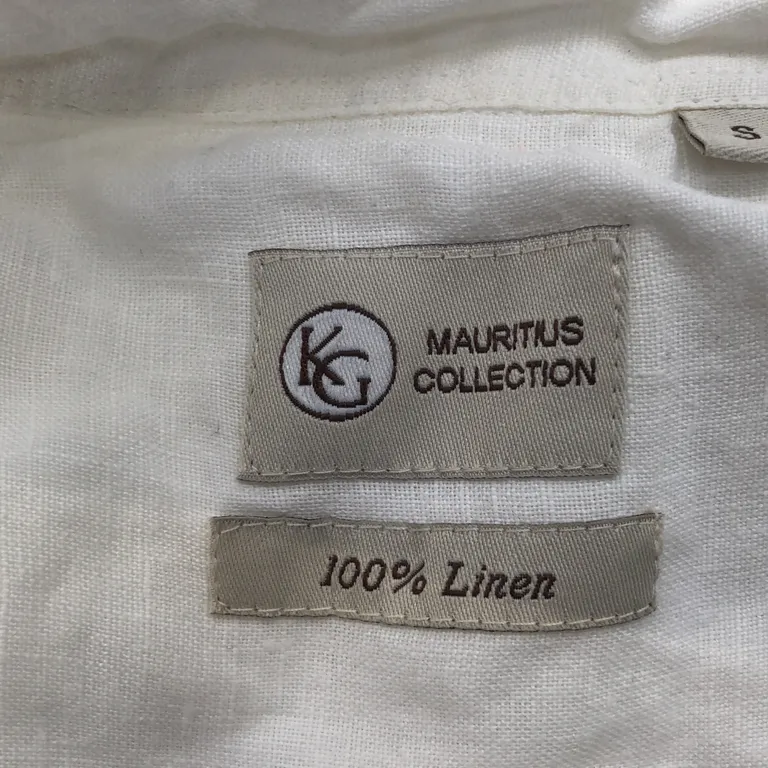 S
KG
MAURITIUS
COLLECTION
100% Linen